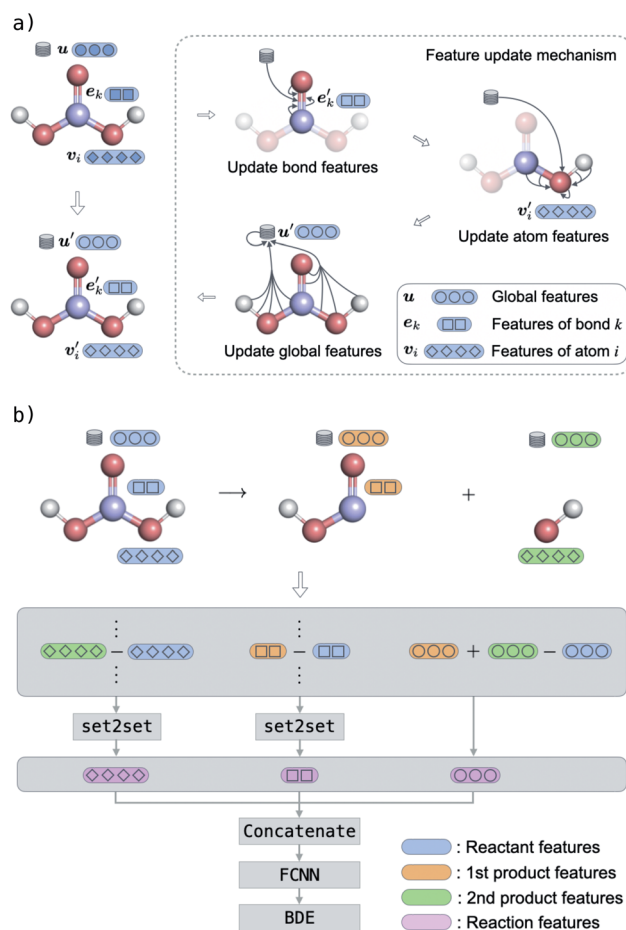 a)
u
Feature update mechanism
e_k
e'_k
v_i
Update bond features
v'_i
u'
u'
Update atom features
e'_k
u Global features
e_k Features of bond k
v'_i
Update global features
v_i Features of atom i
b)
→
+
⋮ ⋮
− − + −
⋮ ⋮
set2set set2set
Concatenate
: Reactant features
FCNN
: 1st product features
: 2nd product features
BDE
: Reaction features